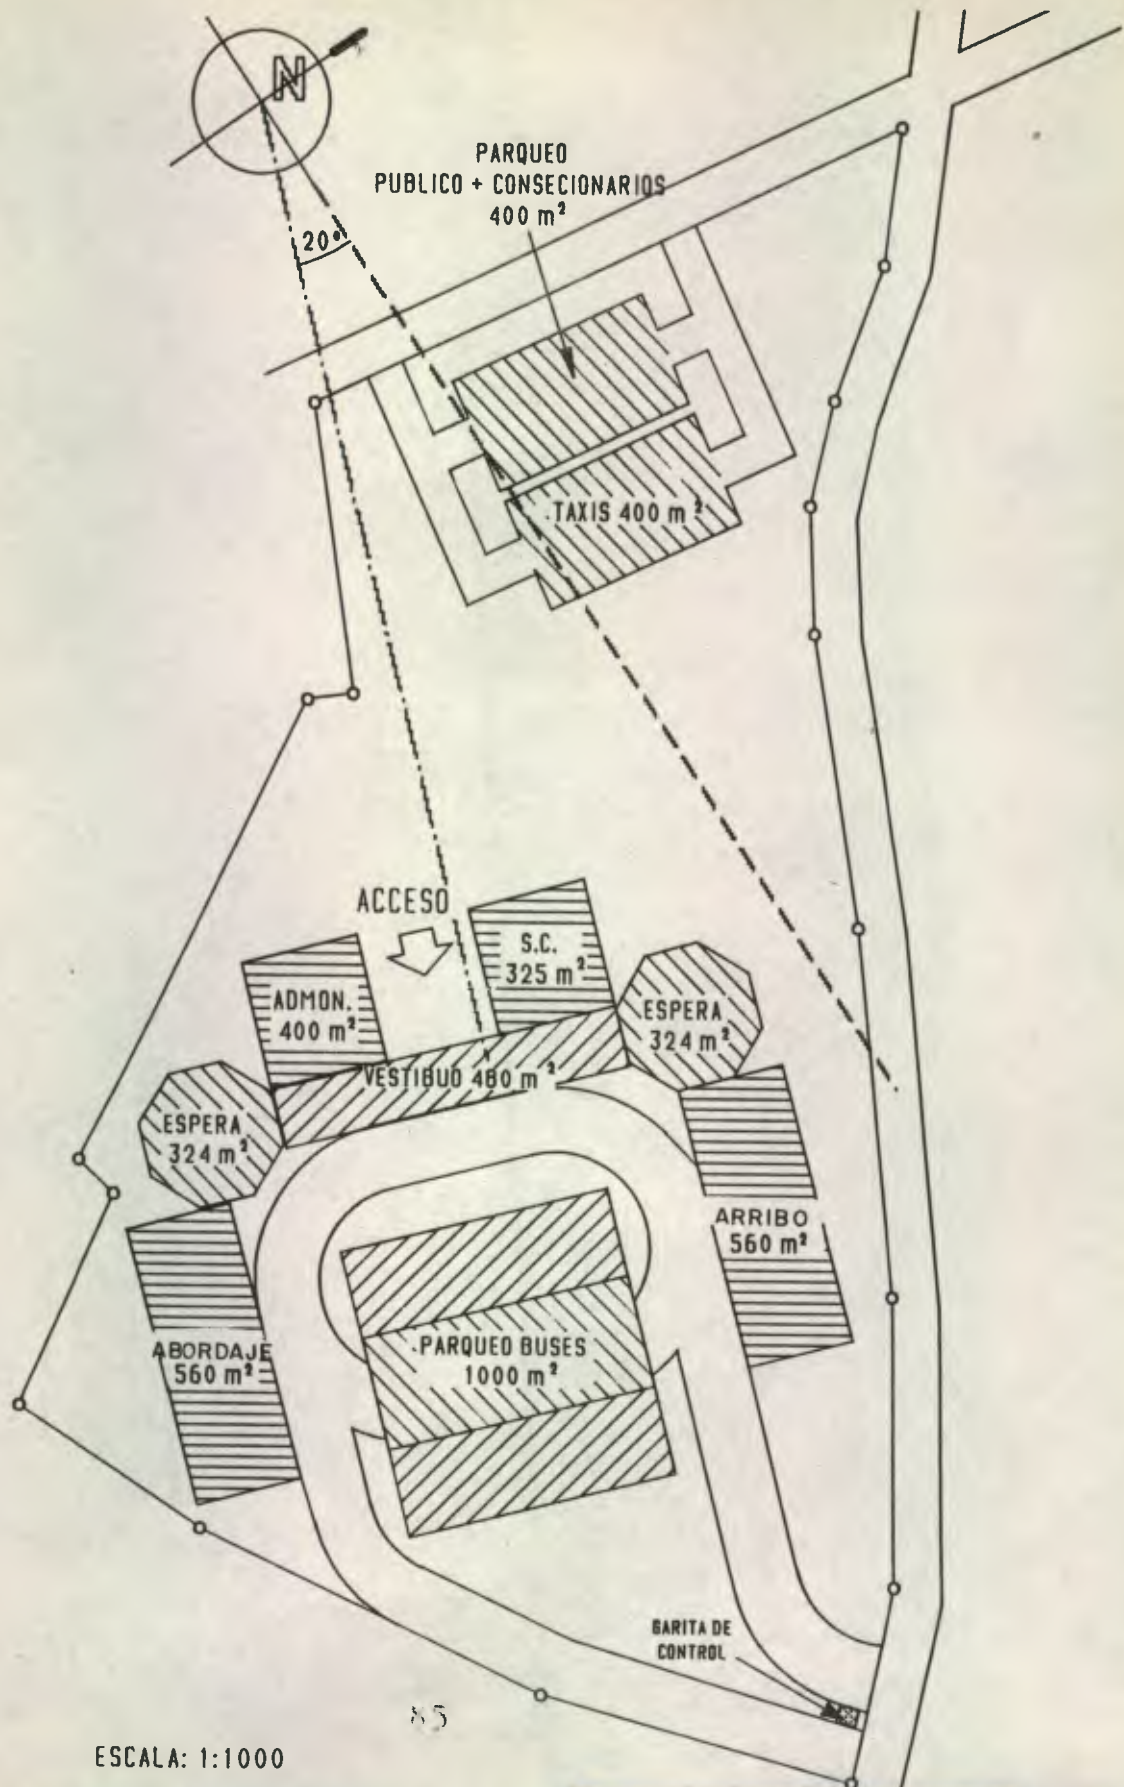 N
PARQUEO
PUBLICO + CONSECIONARIOS
400 m²
20°
.TAXIS 400 m²
ACCESO
S.C.
325 m²
ADMON.
400 m²
ESPERA
324 m²
VESTIBUO 480 m²
ESPERA
324 m²
ARRIBO
560 m²
ABORDAJE
560 m²
.PARQUEO BUSES
1000 m²
GARITA DE
CONTROL
85
ESCALA: 1:1000